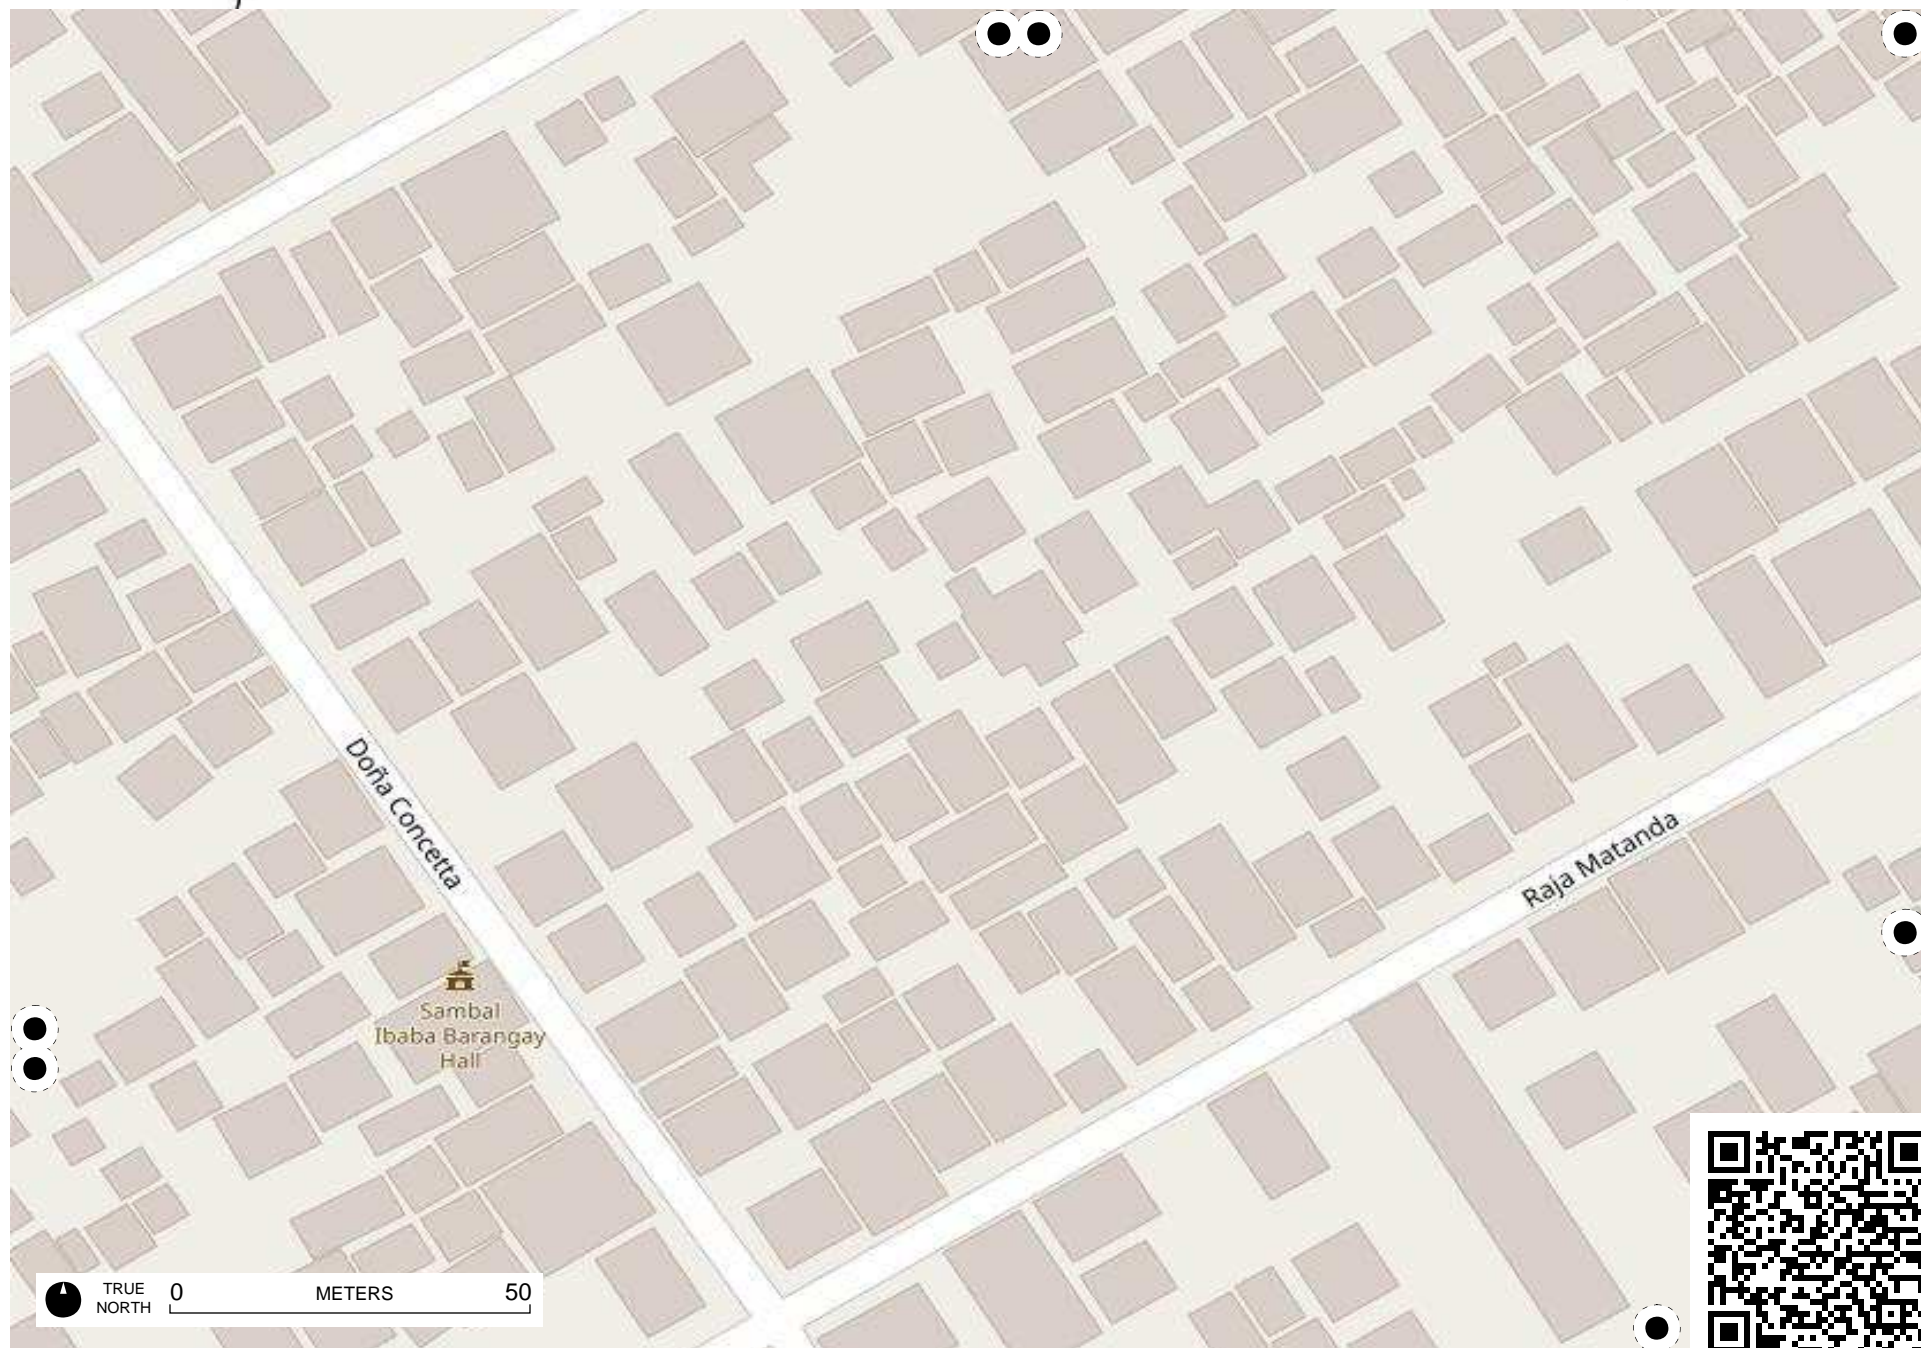 Doña Concetta
Raja Matanda
Sambal
Ibaba Barangay
Hall
TRUE
NORTH
0 METERS 50